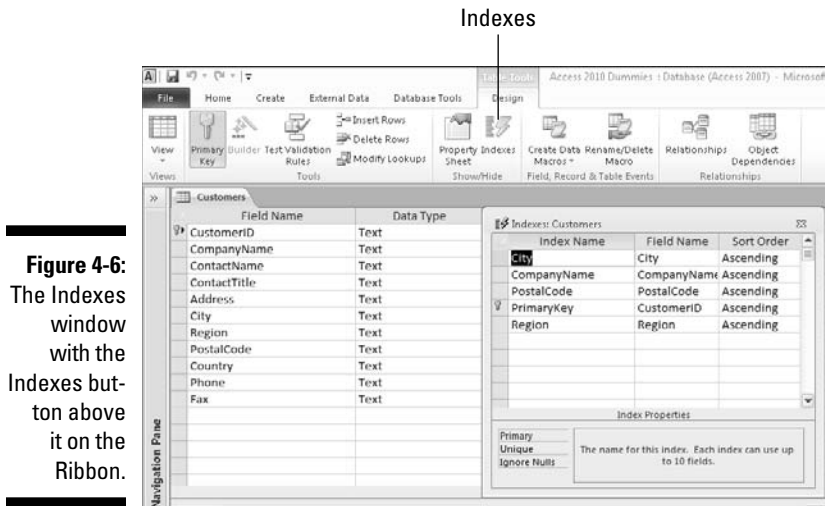 Indexes
Table Tools
Access 2010 Dummies : Database (Access 2007) - Microsoft
File Home Create External Data Database Tools Design
View
Primary Key
Builder
Test Validation Rules
Insert Rows
Delete Rows
Modify Lookups
Property Sheet
Indexes
Create Data Macros
Rename/Delete Macro
Relationships
Object Dependencies
Views
Tools
Show/Hide
Field, Record & Table Events
Relationships
»
Customers
Field Name Data Type
CustomerID Text
CompanyName Text
ContactName Text
ContactTitle Text
Address Text
City Text
Region Text
PostalCode Text
Country Text
Phone Text
Fax Text
Navigation Pane
Indexes: Customers
Index Name Field Name Sort Order
City City Ascending
CompanyName CompanyName Ascending
PostalCode PostalCode Ascending
PrimaryKey CustomerID Ascending
Region Region Ascending
Index Properties
Primary
Unique
Ignore Nulls
The name for this index. Each index can use up
to 10 fields.
Figure 4-6:
The Indexes
window
with the
Indexes but-
ton above
it on the
Ribbon.